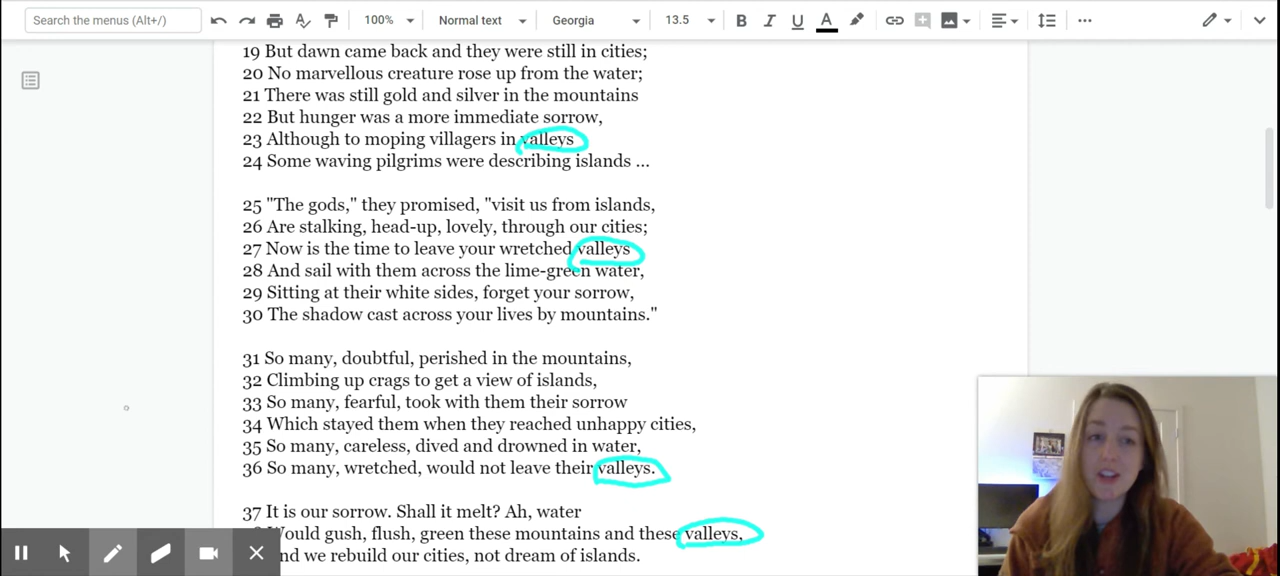 Search the menus (Alt+/)
100%
Normal text
Georgia
13.5
B I U A
19 But dawn came back and they were still in cities;
20 No marvellous creature rose up from the water;
21 There was still gold and silver in the mountains
22 But hunger was a more immediate sorrow,
23 Although to moping villagers in valleys
24 Some waving pilgrims were describing islands ...
25 "The gods," they promised, "visit us from islands,
26 Are stalking, head-up, lovely, through our cities;
27 Now is the time to leave your wretched valleys
28 And sail with them across the lime-green water,
29 Sitting at their white sides, forget your sorrow,
30 The shadow cast across your lives by mountains."
31 So many, doubtful, perished in the mountains,
32 Climbing up crags to get a view of islands,
33 So many, fearful, took with them their sorrow
34 Which stayed them when they reached unhappy cities,
35 So many, careless, dived and drowned in water,
36 So many, wretched, would not leave their valleys.
37 It is our sorrow. Shall it melt? Ah, water
Would gush, flush, green these mountains and these valleys,
nd we rebuild our cities, not dream of islands.